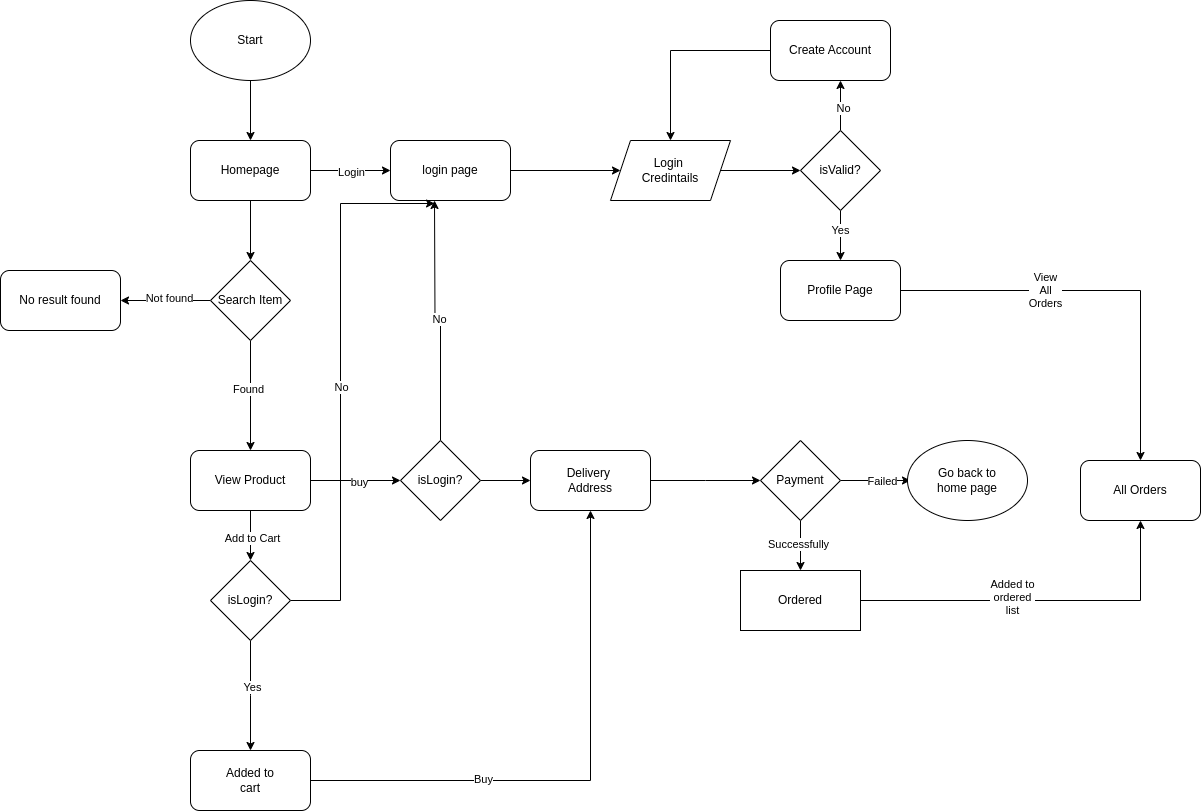 Start
Create Account
No
Homepage
Login
login page
Login
Credintails
isValid?
Yes
No result found
Not found
Search Item
Profile Page
View
All
Orders
No
Found
No
View Product
buy
isLogin?
Delivery
Address
Payment
Failed
Go back to
home page
All Orders
Add to Cart
Successfully
isLogin?
Ordered
Added to
ordered
list
Yes
Added to
cart
Buy